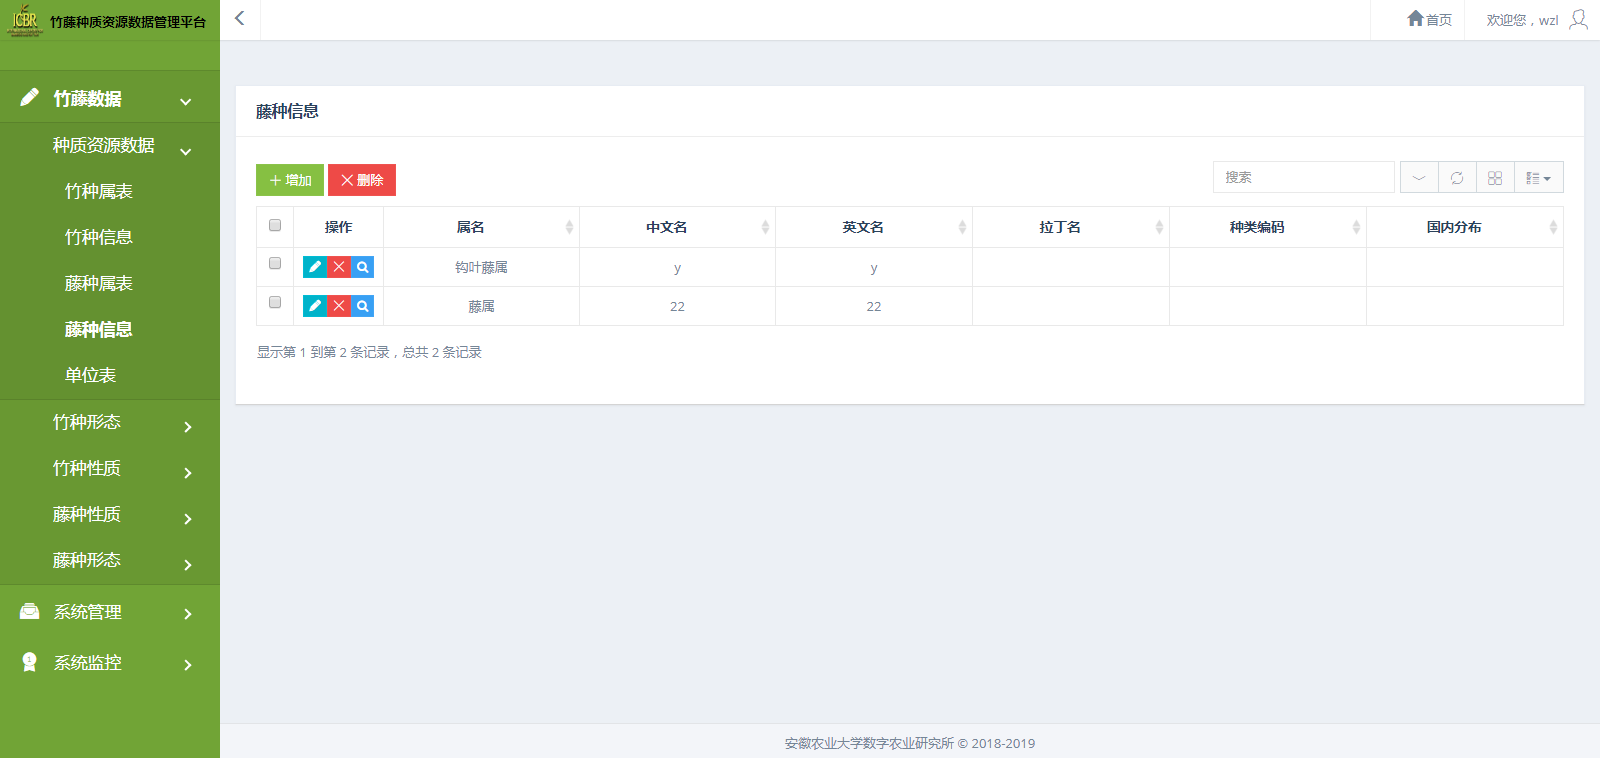 ICBR 竹藤种质资源数据管理平台
首页
欢迎您，wzl
竹藤数据
种质资源数据
竹种属表
竹种信息
藤种属表
藤种信息
单位表
竹种形态
竹种性质
藤种性质
藤种形态
系统管理
系统监控
藤种信息
增加 删除
搜索
操作 属名 中文名 英文名 拉丁名 种类编码 国内分布
钩叶藤属 y y
藤属 22 22
显示第 1 到第 2 条记录，总共 2 条记录
安徽农业大学数字农业研究所 © 2018-2019